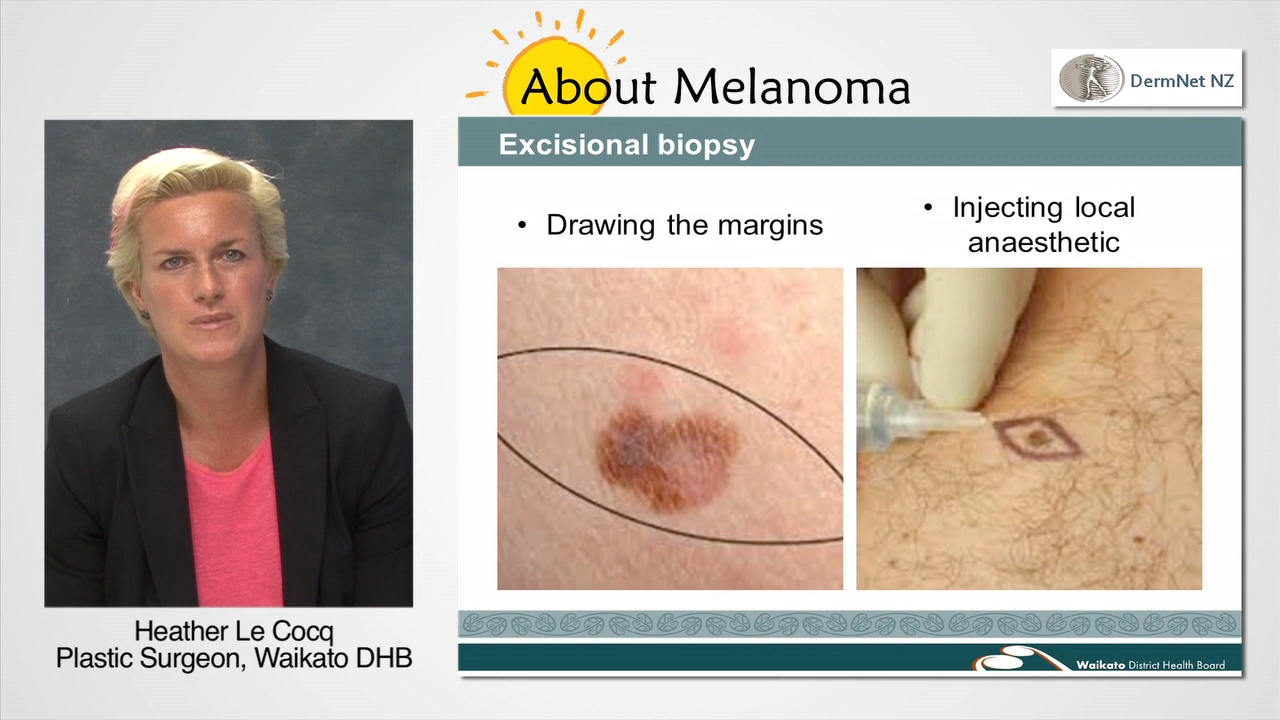 About Melanoma
DermNet NZ
Excisional biopsy
• Drawing the margins
• Injecting local
anaesthetic
Heather Le Cocq
Plastic Surgeon, Waikato DHB
Waikato District Health Board